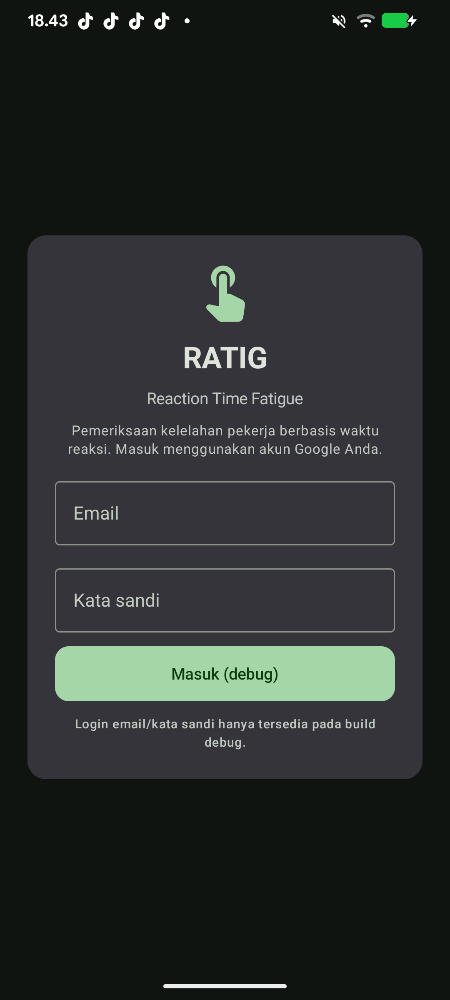 18.43
RATIG
Reaction Time Fatigue
Pemeriksaan kelelahan pekerja berbasis waktu
reaksi. Masuk menggunakan akun Google Anda.
Email
Kata sandi
Masuk (debug)
Login email/kata sandi hanya tersedia pada build
debug.